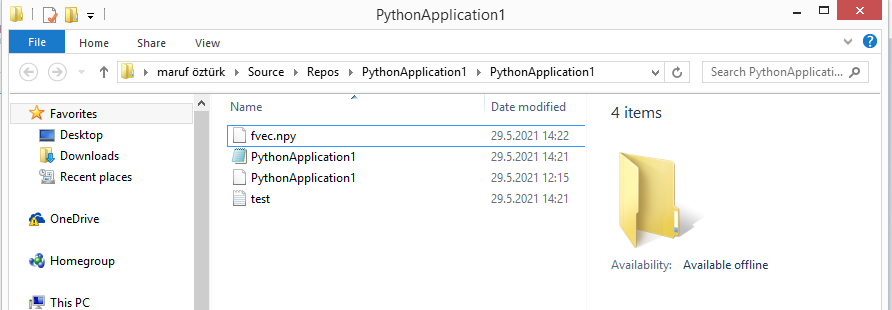 PythonApplication1
File Home Share View
maruf öztürk Source Repos PythonApplication1 PythonApplication1
Search PythonApplicati...
Favorites
Desktop
Downloads
Recent places
OneDrive
Homegroup
This PC
Name Date modified
fvec.npy 29.5.2021 14:22
PythonApplication1 29.5.2021 14:21
PythonApplication1 29.5.2021 12:15
test 29.5.2021 14:21
4 items
Availability: Available offline